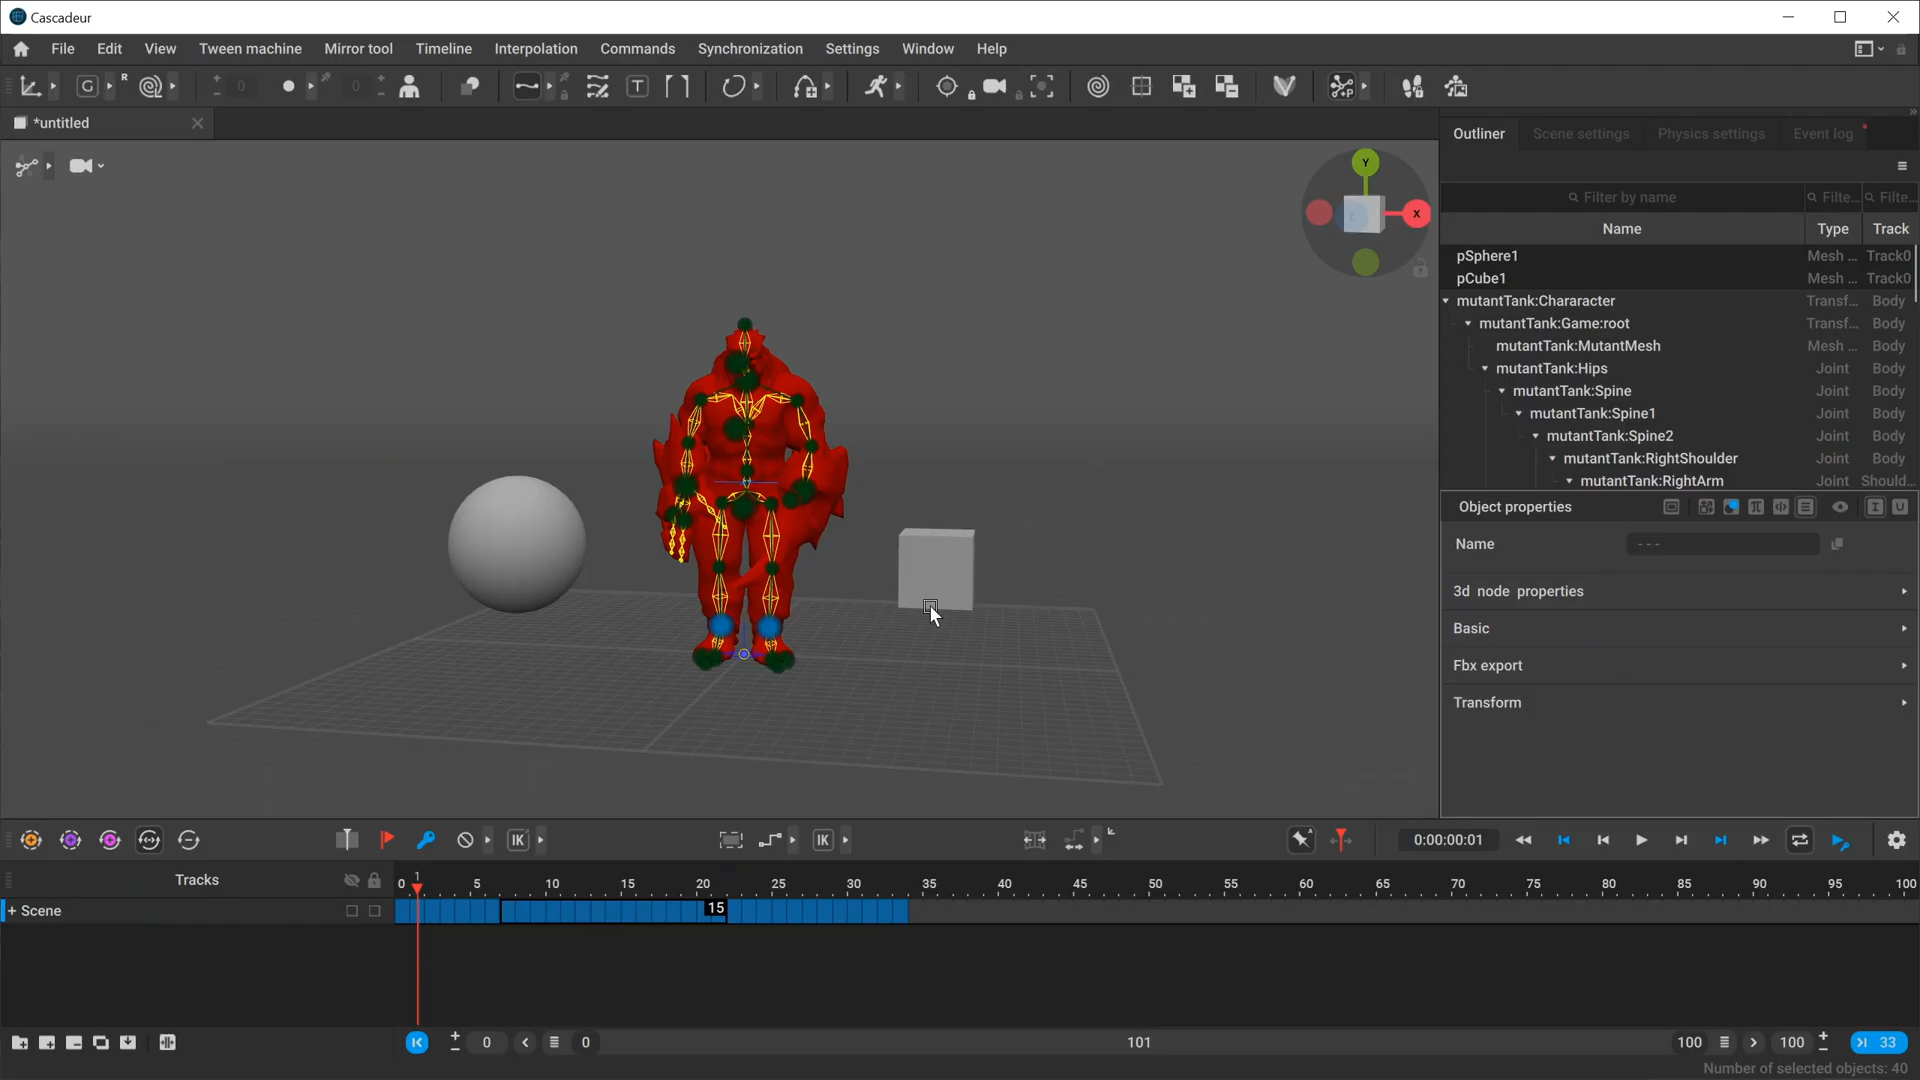 Cascadeur
File Edit View Tween machine Mirror tool Timeline Interpolation Commands Synchronization Settings Window Help
G R 0 0 T
*untitled
Outliner Scene settings Physics settings Event log
Y
X
Z
Filter by name Filte... Filte...
Name Type Track
pSphere1 Mesh ... Track0
pCube1 Mesh ... Track0
mutantTank:Chararacter Transf... Body
mutantTank:Game:root Transf... Body
mutantTank:MutantMesh Mesh ... Body
mutantTank:Hips Joint Body
mutantTank:Spine Joint Body
mutantTank:Spine1 Joint Body
mutantTank:Spine2 Joint Body
mutantTank:RightShoulder Joint Body
mutantTank:RightArm Joint Should...
Object properties
Name ---
3d node properties
Basic
Fbx export
Transform
IK IK 0:00:00:01
Tracks 0 1 5 10 15 20 25 30 35 40 45 50 55 60 65 70 75 80 85 90 95 100
+ Scene 15
0 0 101 100 100 33
Number of selected objects: 40